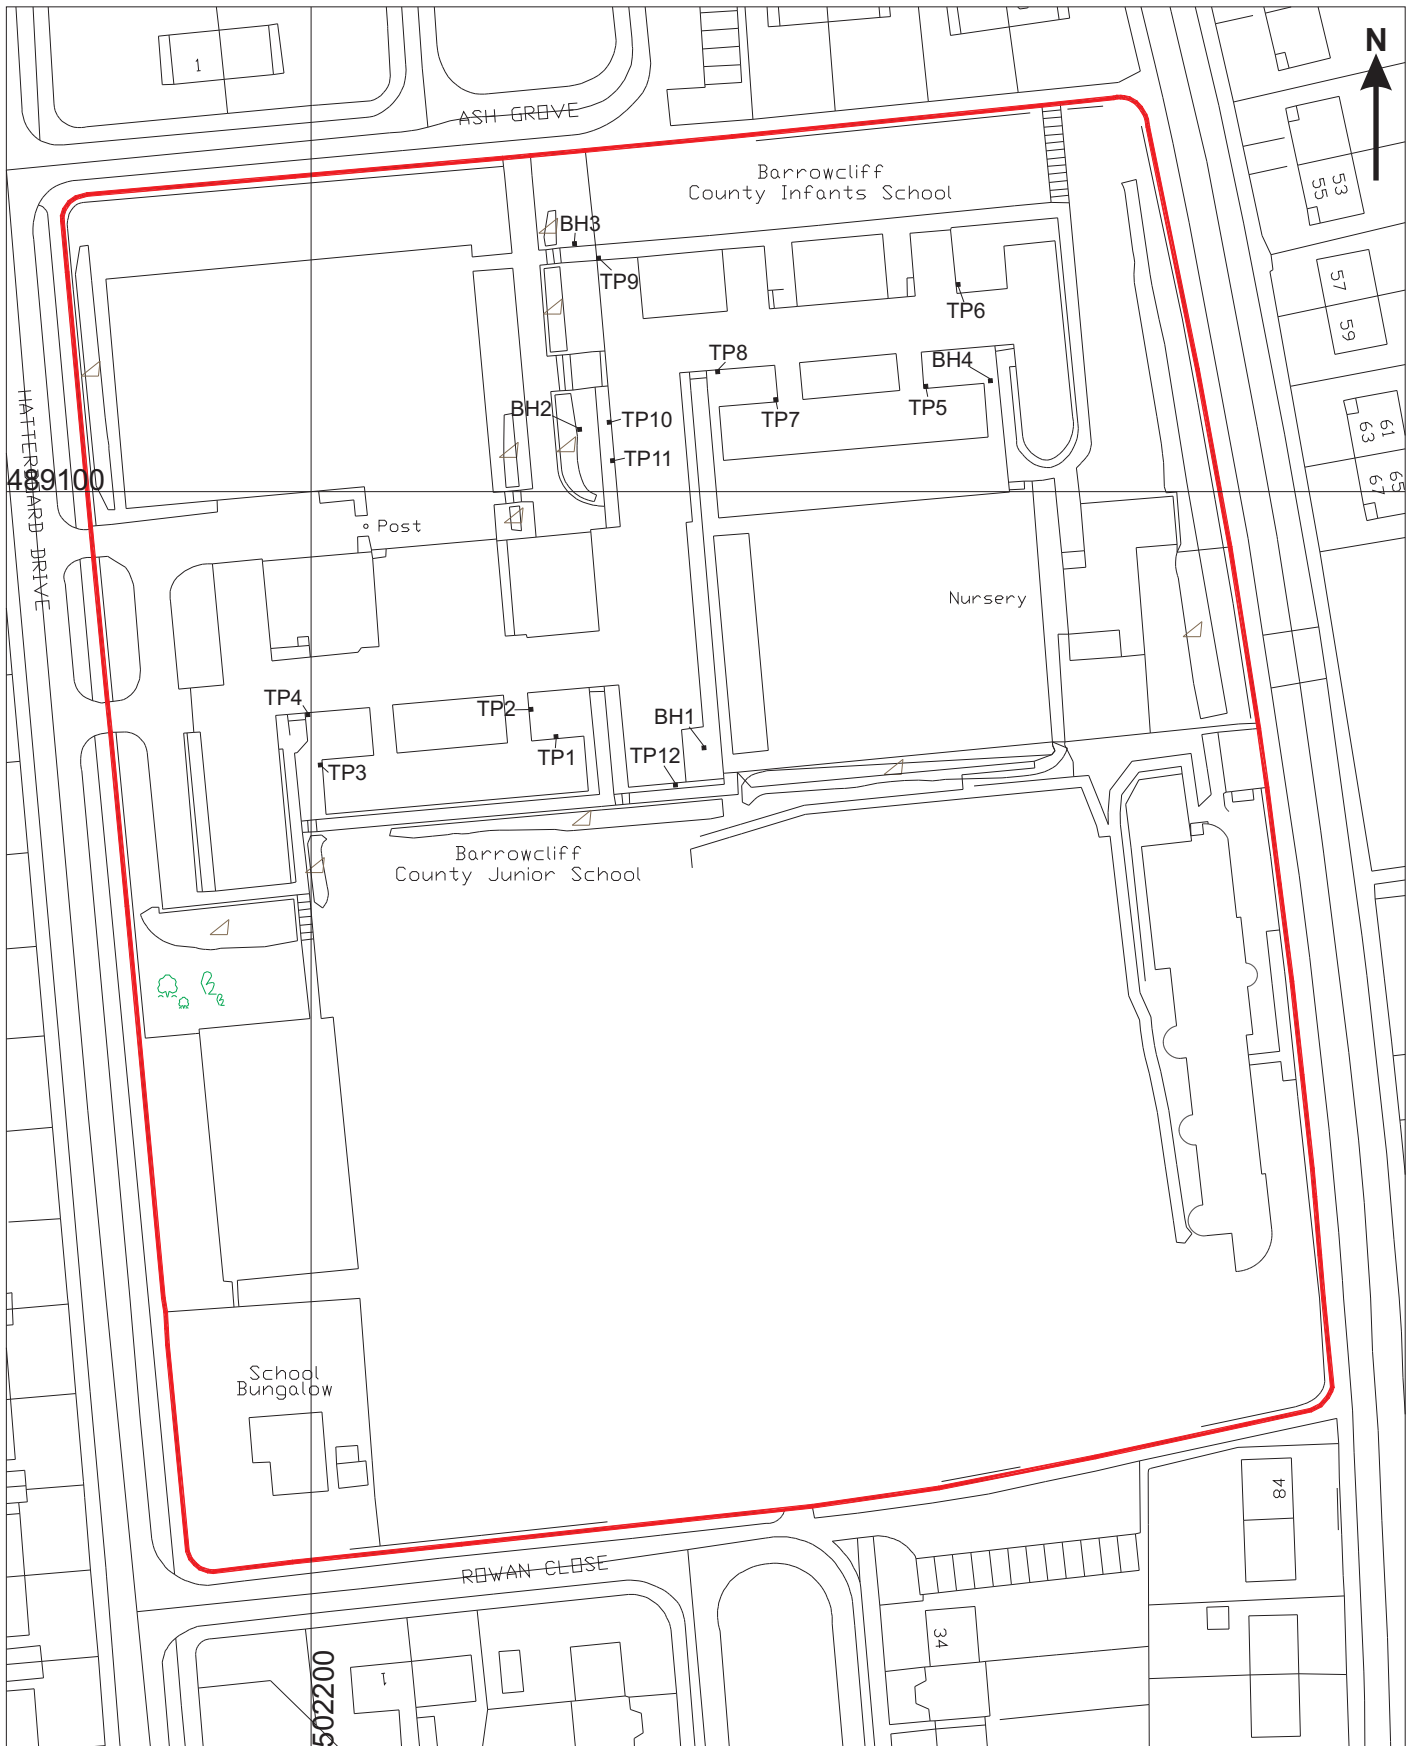 N
1
ASH GROVE
Barrowcliff
County Infants School
53
55
BH3
TP9
TP6
57
59
TP8
BH4
TP7
TP5
BH2
TP10
TP11
61
63
65
67
489100
HATTERBOARD DRIVE
Post
Nursery
TP4
TP2
BH1
TP1
TP12
TP3
Barrowcliff
County Junior School
School
Bungalow
84
ROWAN CLOSE
34
1
502200